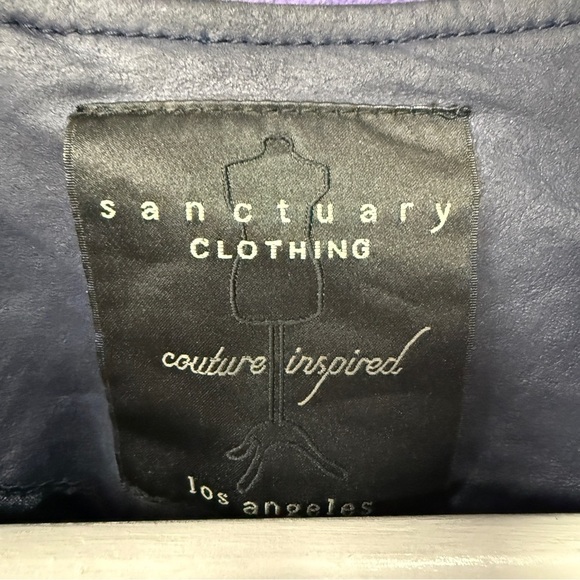 sanctuary
CLOTHING
couture inspired
los angeles